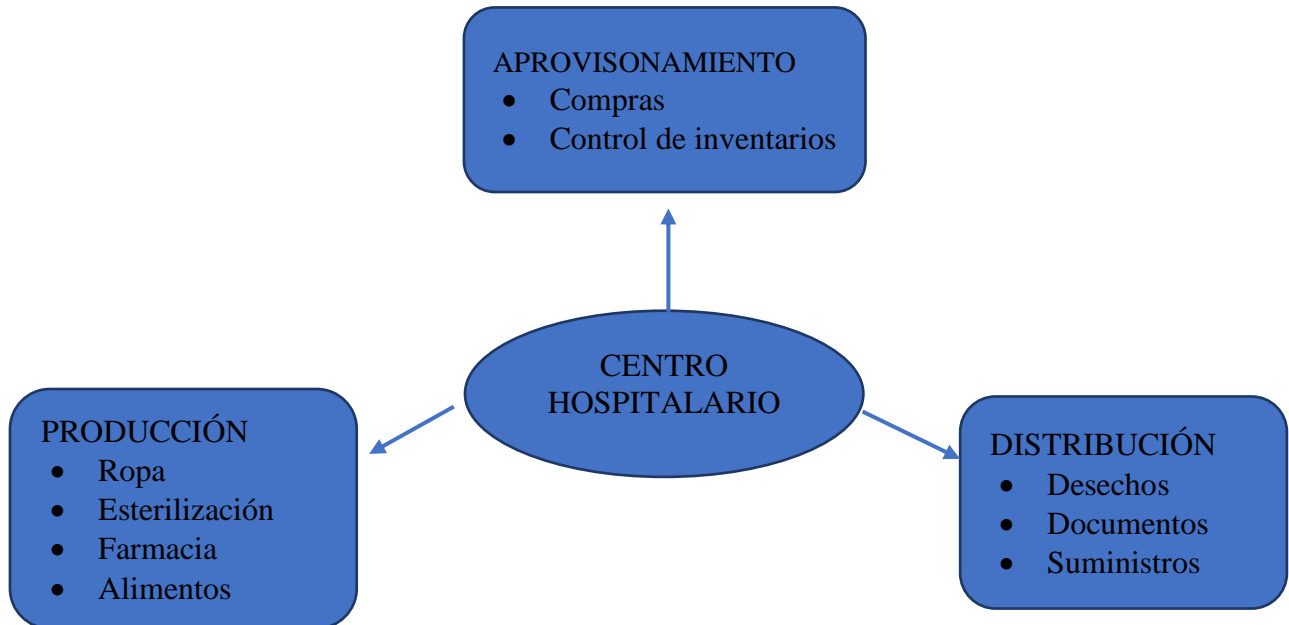 APROVISONAMIENTO
• Compras
• Control de inventarios
CENTRO
HOSPITALARIO
PRODUCCIÓN
• Ropa
• Esterilización
• Farmacia
• Alimentos
DISTRIBUCIÓN
• Desechos
• Documentos
• Suministros